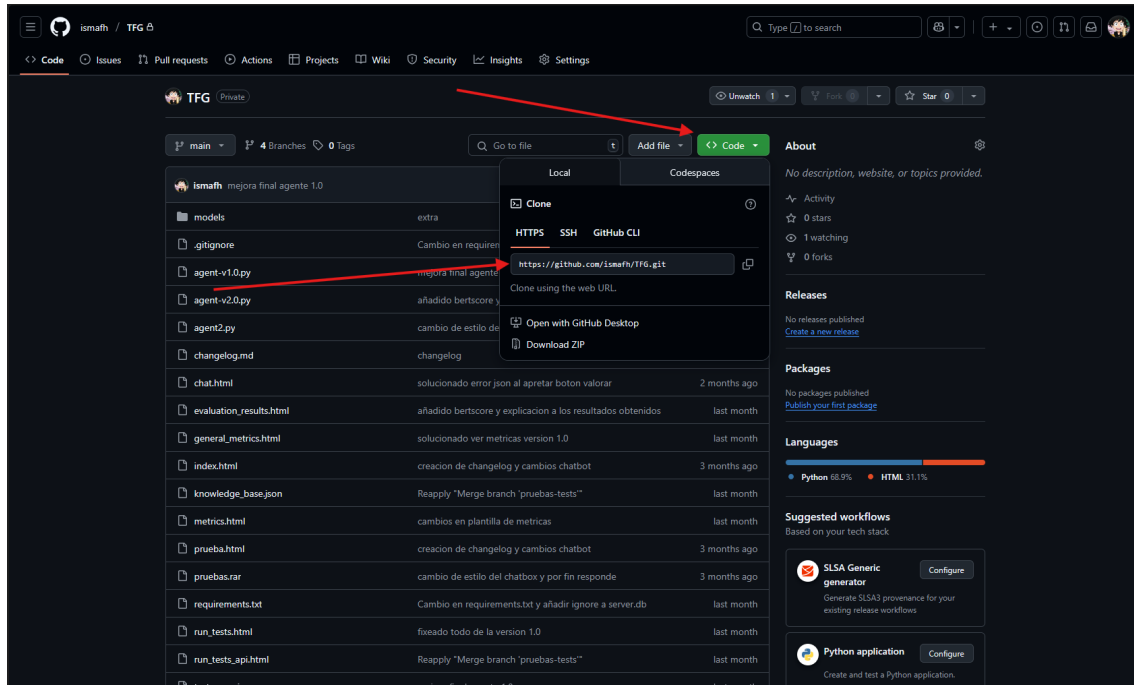 ismafh / TFG
Type / to search
Code Issues Pull requests Actions Projects Wiki Security Insights Settings
TFG Private
Unwatch 1 Fork 0 Star 0
main 4 Branches 0 Tags
Go to file t Add file Code
ismafh mejora final agente 1.0
models extra
.gitignore Cambio en requirem
agent-v1.0.py mejora final agente
agent-v2.0.py añadido bertscore y
agent2.py cambio de estilo de
changelog.md changelog
chat.html solucionado error json al apretar boton valorar 2 months ago
evaluation_results.html añadido bertscore y explicacion a los resultados obtenidos last month
general_metrics.html solucionado ver metricas version 1.0 last month
index.html creacion de changelog y cambios chatbot 3 months ago
knowledge_base.json Reapply "Merge branch 'pruebas-tests'" last month
metrics.html cambios en plantilla de metricas last month
prueba.html creacion de changelog y cambios chatbot 3 months ago
pruebas.rar cambio de estilo del chatbox y por fin responde 3 months ago
requirements.txt Cambio en requirements.txt y añadir ignore a server.db last month
run_tests.html fixeado todo de la version 1.0 last month
run_tests_api.html Reapply "Merge branch 'pruebas-tests'" last month
Local Codespaces
Clone
HTTPS SSH GitHub CLI
https://github.com/ismafh/TFG.git
Clone using the web URL.
Open with GitHub Desktop
Download ZIP
About
No description, website, or topics provided.
Activity
0 stars
1 watching
0 forks
Releases
No releases published
Create a new release
Packages
No packages published
Publish your first package
Languages
Python 68.9% HTML 31.1%
Suggested workflows
Based on your tech stack
SLSA Generic
generator
Configure
Generate SLSA3 provenance for your
existing release workflows
Python application
Configure
Create and test a Python application.